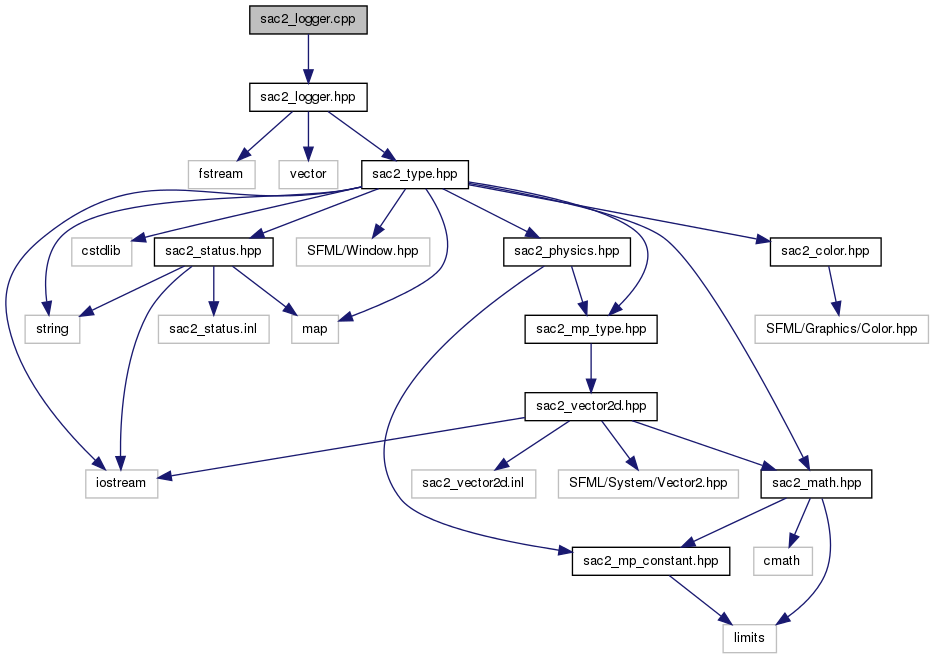 sac2_logger.cpp
sac2_logger.hpp
fstream
vector
sac2_type.hpp
cstdlib
sac2_status.hpp
SFML/Window.hpp
sac2_physics.hpp
sac2_color.hpp
string
sac2_status.inl
map
sac2_mp_type.hpp
SFML/Graphics/Color.hpp
sac2_vector2d.hpp
iostream
sac2_vector2d.inl
SFML/System/Vector2.hpp
sac2_math.hpp
sac2_mp_constant.hpp
cmath
limits